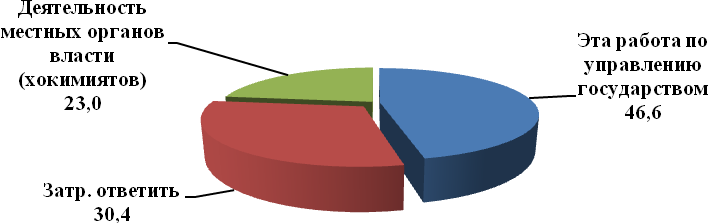 Деятельность
местных органов
власти
(хокимиятов)
23,0
Эта работа по
управлению
государством
46,6
Затр. ответить
30,4